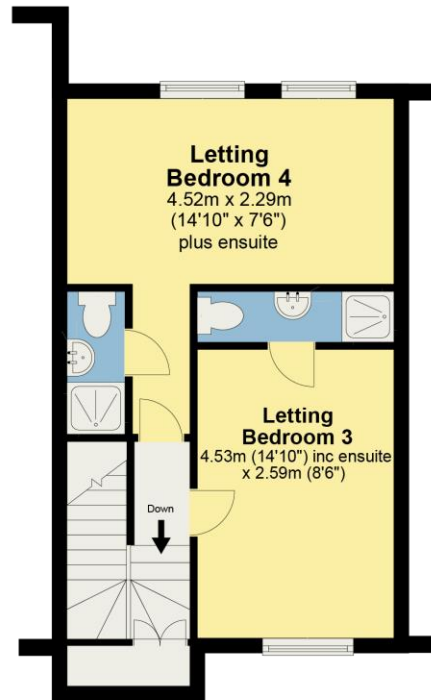 Letting
Bedroom 4
4.52m x 2.29m
(14'10" x 7'6")
plus ensuite
Letting
Bedroom 3
4.53m (14'10") inc ensuite
x 2.59m (8'6")
Down